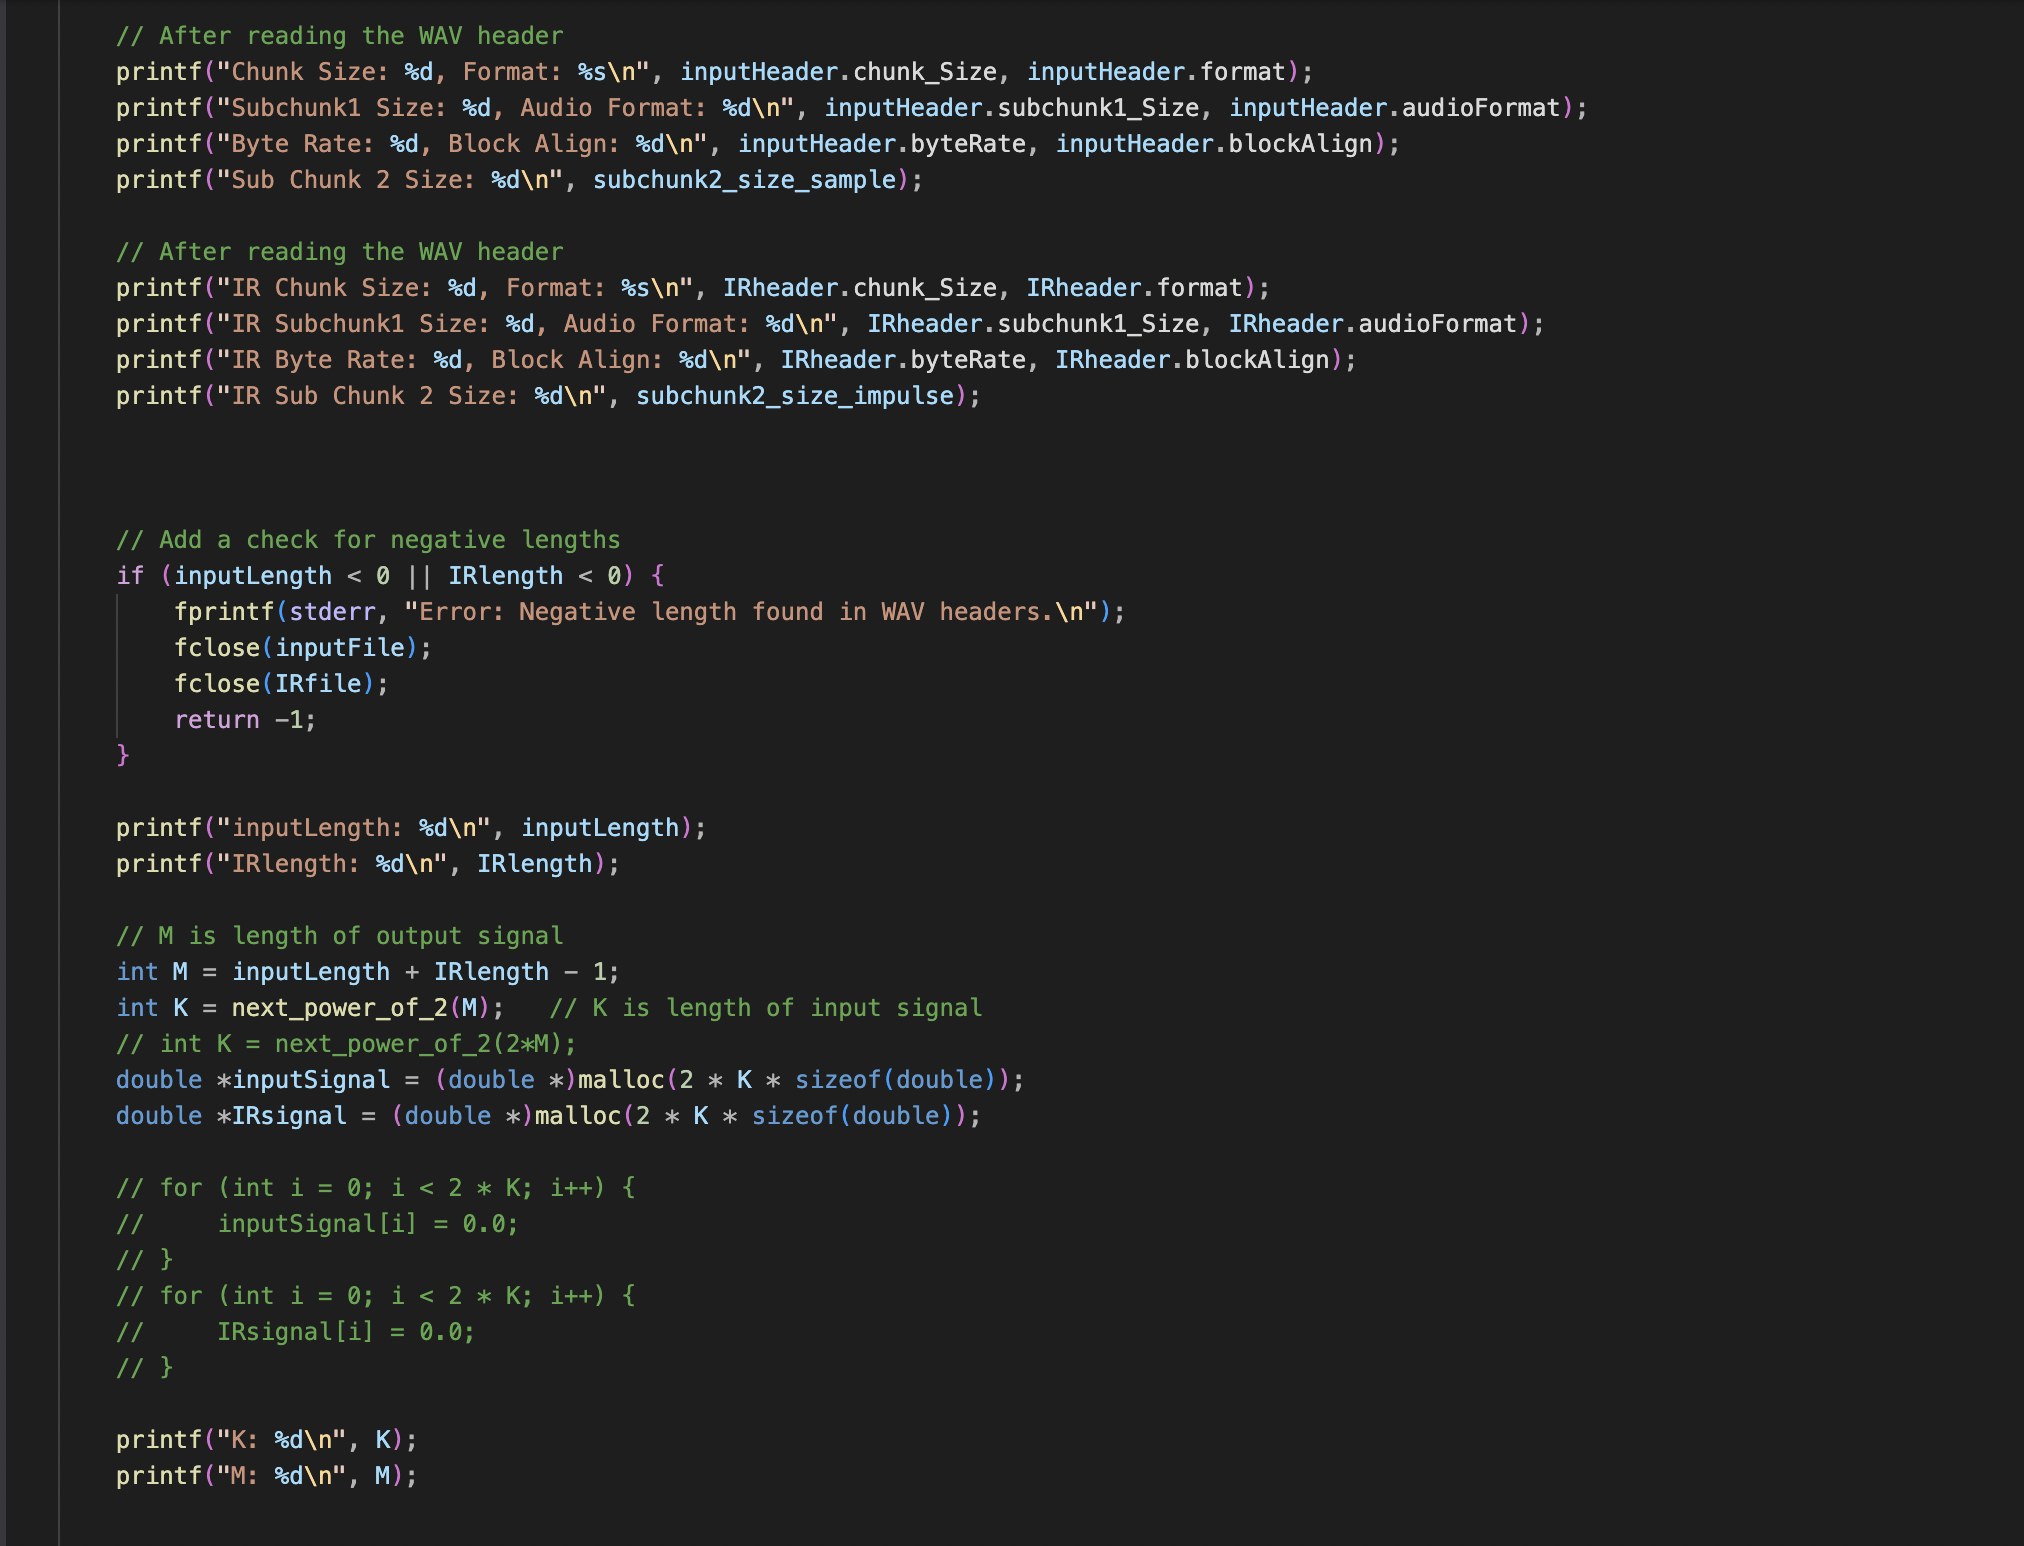 // After reading the WAV header
printf("Chunk Size: %d, Format: %s\n", inputHeader.chunk_Size, inputHeader.format);
printf("Subchunk1 Size: %d, Audio Format: %d\n", inputHeader.subchunk1_Size, inputHeader.audioFormat);
printf("Byte Rate: %d, Block Align: %d\n", inputHeader.byteRate, inputHeader.blockAlign);
printf("Sub Chunk 2 Size: %d\n", subchunk2_size_sample);

// After reading the WAV header
printf("IR Chunk Size: %d, Format: %s\n", IRheader.chunk_Size, IRheader.format);
printf("IR Subchunk1 Size: %d, Audio Format: %d\n", IRheader.subchunk1_Size, IRheader.audioFormat);
printf("IR Byte Rate: %d, Block Align: %d\n", IRheader.byteRate, IRheader.blockAlign);
printf("IR Sub Chunk 2 Size: %d\n", subchunk2_size_impulse);

// Add a check for negative lengths
if (inputLength < 0 || IRlength < 0) {
    fprintf(stderr, "Error: Negative length found in WAV headers.\n");
    fclose(inputFile);
    fclose(IRfile);
    return -1;
}

printf("inputLength: %d\n", inputLength);
printf("IRlength: %d\n", IRlength);

// M is length of output signal
int M = inputLength + IRlength - 1;
int K = next_power_of_2(M);   // K is length of input signal
// int K = next_power_of_2(2*M);
double *inputSignal = (double *)malloc(2 * K * sizeof(double));
double *IRsignal = (double *)malloc(2 * K * sizeof(double));

// for (int i = 0; i < 2 * K; i++) {
//     inputSignal[i] = 0.0;
// }
// for (int i = 0; i < 2 * K; i++) {
//     IRsignal[i] = 0.0;
// }

printf("K: %d\n", K);
printf("M: %d\n", M);